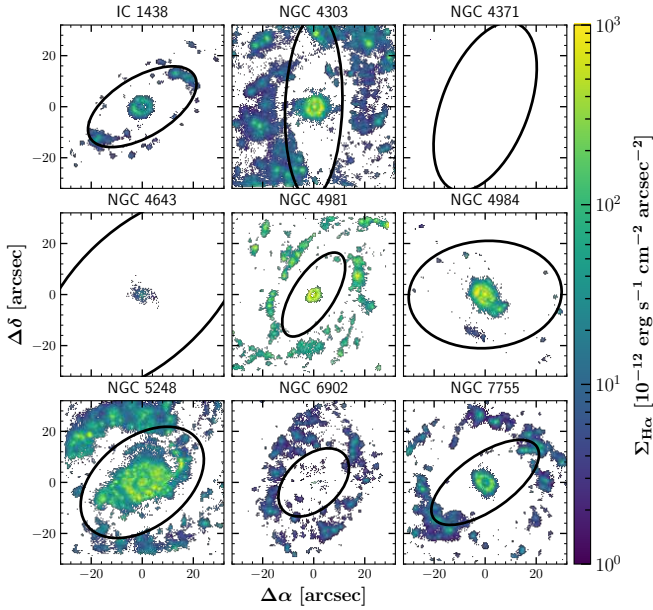 IC 1438 NGC 4303 NGC 4371
20
0
−20
10³
NGC 4643 NGC 4981 NGC 4984
20
0
−20
10²
NGC 5248 NGC 6902 NGC 7755
20
0
−20
10¹
10⁰
−20 0 20 −20 0 20 −20 0 20
Δα [arcsec]
Δδ [arcsec]
Σ_Hα [10⁻¹² erg s⁻¹ cm⁻² arcsec⁻²]